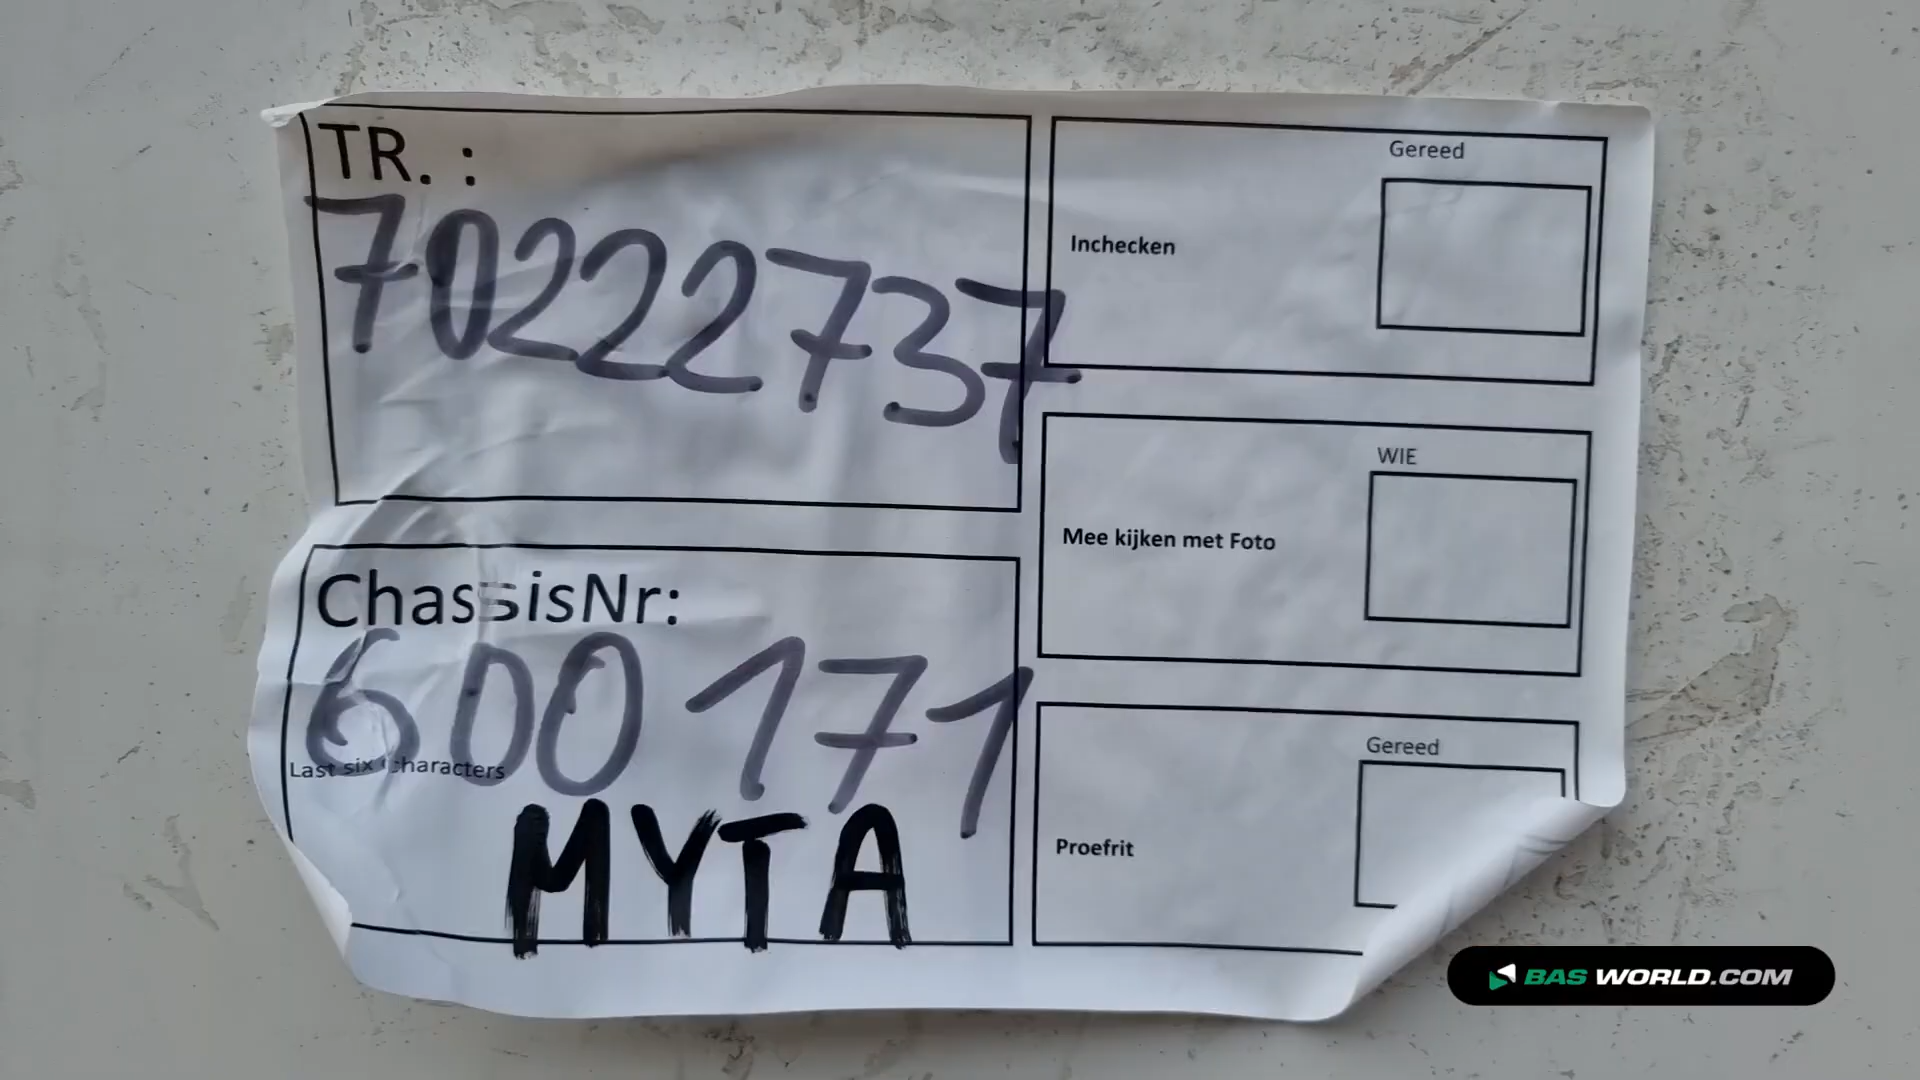 TR. :
70222737
ChassisNr:
600171
Last six characters
MYTA
Gereed
Inchecken
WIE
Mee kijken met Foto
Gereed
Proefrit
BAS WORLD.COM